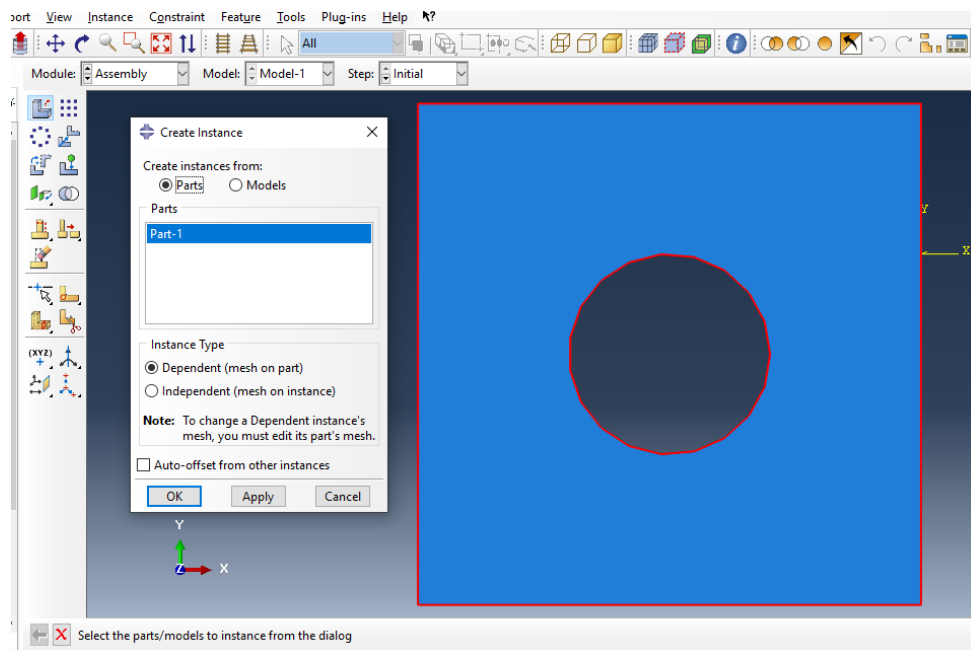 ort View Instance Constraint Feature Tools Plug-ins Help
All
Module: Assembly Model: Model-1 Step: Initial
Create Instance
Create instances from:
Parts Models
Parts
Part-1
Instance Type
Dependent (mesh on part)
Independent (mesh on instance)
Note: To change a Dependent instance's
mesh, you must edit its part's mesh.
Auto-offset from other instances
OK Apply Cancel
(XYZ)
Y
X
Y
X
Z
Select the parts/models to instance from the dialog